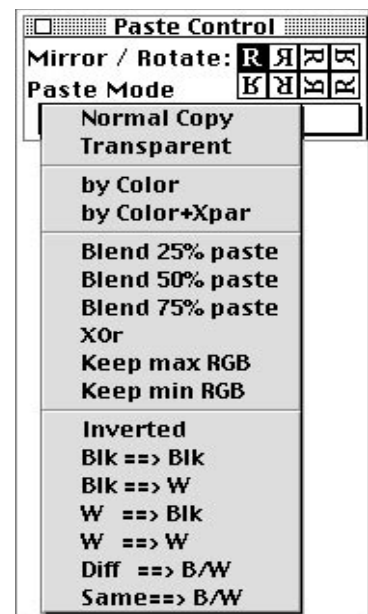 Paste Control
Mirror / Rotate: R
Paste Mode
Normal Copy
Transparent
by Color
by Color+Xpar
Blend 25% paste
Blend 50% paste
Blend 75% paste
XOr
Keep max RGB
Keep min RGB
Inverted
Blk ==> Blk
Blk ==> W
W ==> Blk
W ==> W
Diff ==> B/W
Same==> B/W